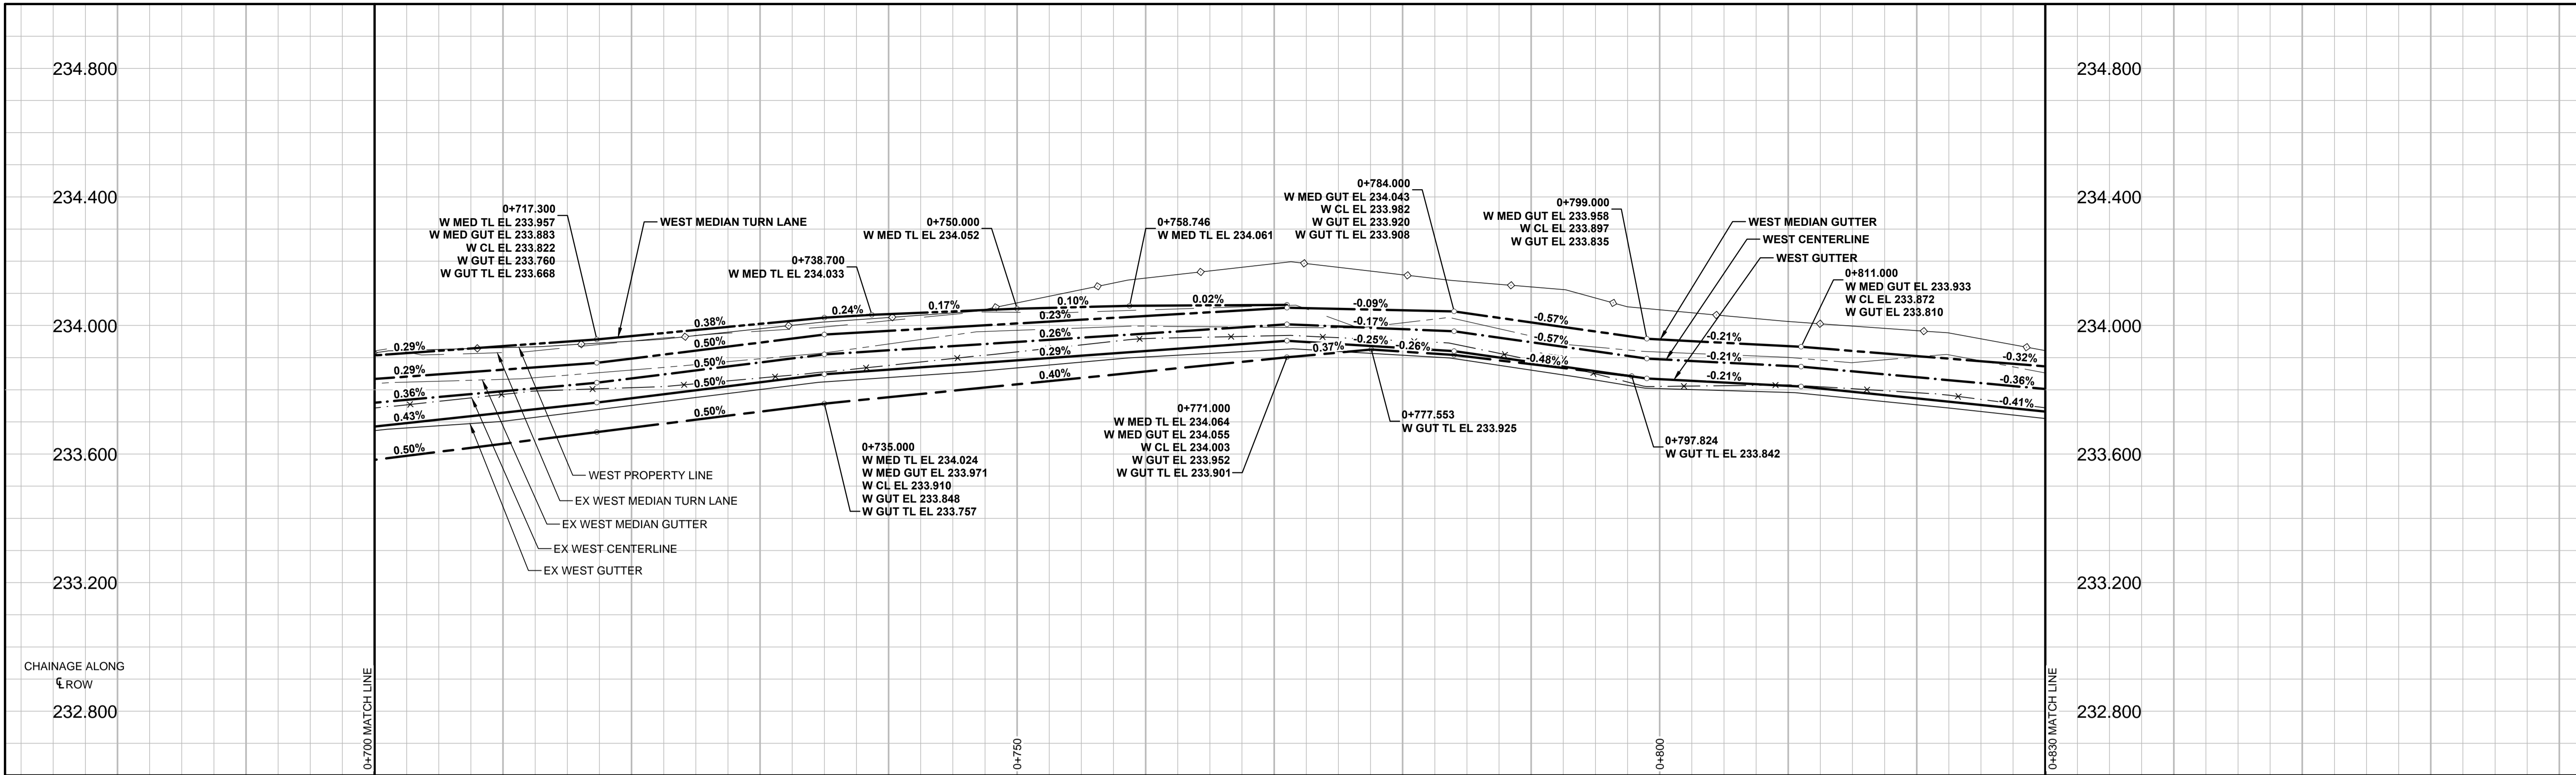 234.800
234.400
234.000
233.600
233.200
232.800
CHAINAGE ALONG
℄ ROW
0+700 MATCH LINE
0+717.300
W MED TL EL 233.957
W MED GUT EL 233.883
W CL EL 233.822
W GUT EL 233.760
W GUT TL EL 233.668
WEST MEDIAN TURN LANE
0+738.700
W MED TL EL 234.033
0+750.000
W MED TL EL 234.052
0+758.746
W MED TL EL 234.061
0+784.000
W MED GUT EL 234.043
W CL EL 233.982
W GUT EL 233.920
W GUT TL EL 233.908
0+799.000
W MED GUT EL 233.958
W CL EL 233.897
W GUT EL 233.835
WEST MEDIAN GUTTER
WEST CENTERLINE
WEST GUTTER
0+811.000
W MED GUT EL 233.933
W CL EL 233.872
W GUT EL 233.810
0.29%
0.38%
0.24%
0.17%
0.10%
0.02%
0.29%
0.50%
0.23%
-0.09%
-0.57%
-0.21%
-0.32%
0.36%
0.50%
0.26%
-0.17%
-0.57%
-0.21%
-0.36%
0.43%
0.50%
0.29%
-0.25%
-0.21%
-0.41%
0.50%
0.50%
0.40%
0.37%
-0.26%
-0.48%
WEST PROPERTY LINE
EX WEST MEDIAN TURN LANE
EX WEST MEDIAN GUTTER
EX WEST CENTERLINE
EX WEST GUTTER
0+735.000
W MED TL EL 234.024
W MED GUT EL 233.971
W CL EL 233.910
W GUT EL 233.848
W GUT TL EL 233.757
0+771.000
W MED TL EL 234.064
W MED GUT EL 234.055
W CL EL 234.003
W GUT EL 233.952
W GUT TL EL 233.901
0+777.553
W GUT TL EL 233.925
0+797.824
W GUT TL EL 233.842
0+750
0+800
0+830 MATCH LINE
234.800
234.400
234.000
233.600
233.200
232.800